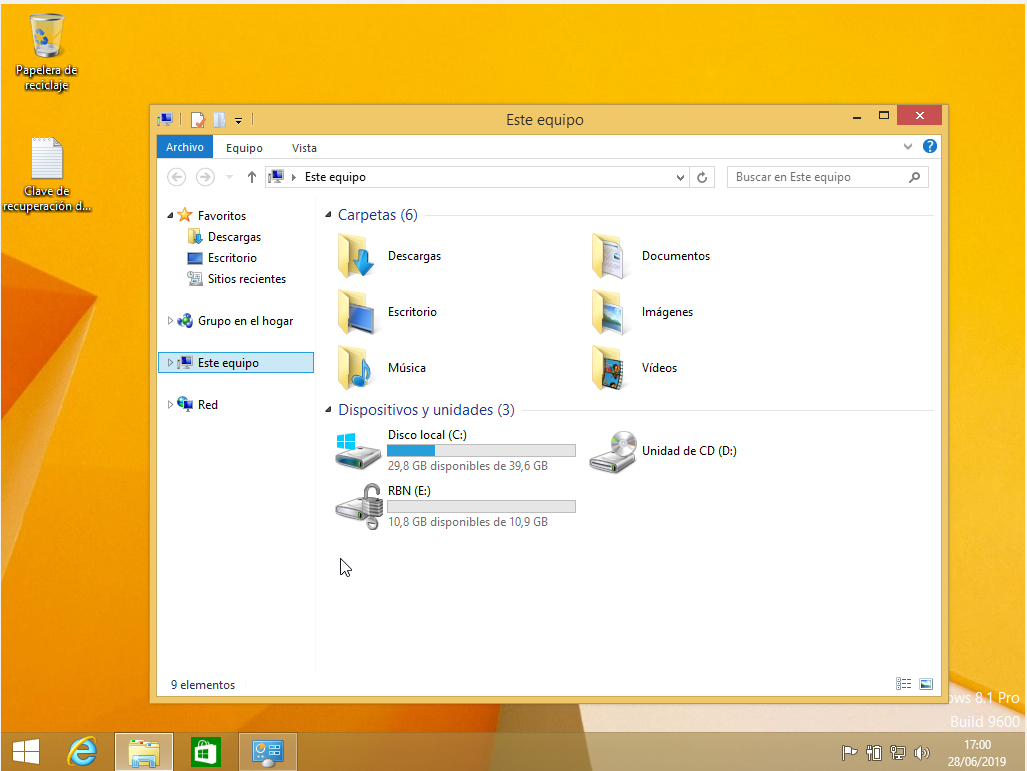 Papelera de
reciclaje
Clave de
recuperación d...
Este equipo
Archivo
Equipo
Vista
Este equipo
Buscar en Este equipo
Favoritos
Descargas
Escritorio
Sitios recientes
Grupo en el hogar
Este equipo
Red
Carpetas (6)
Descargas
Documentos
Escritorio
Imágenes
Música
Vídeos
Dispositivos y unidades (3)
Disco local (C:)
29,8 GB disponibles de 39,6 GB
Unidad de CD (D:)
RBN (E:)
10,8 GB disponibles de 10,9 GB
9 elementos
ows 8.1 Pro
Build 9600
17:00
28/06/2019